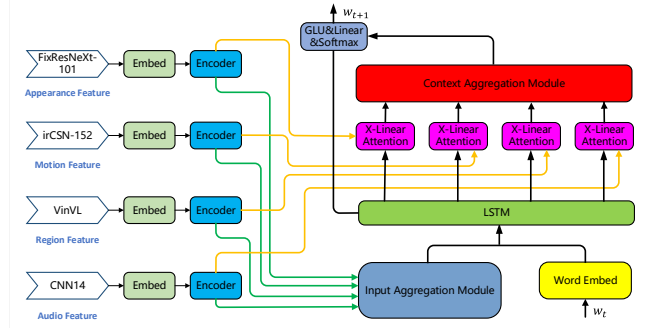 w_{t+1}
GLU&Linear
&Softmax
FixResNeXt-
101
Embed
Encoder
Appearance Feature
Context Aggregation Module
irCSN-152
Embed
Encoder
Motion Feature
X-Linear
Attention
X-Linear
Attention
X-Linear
Attention
X-Linear
Attention
VinVL
Embed
Encoder
Region Feature
LSTM
CNN14
Embed
Encoder
Audio Feature
Input Aggregation Module
Word Embed
w_t